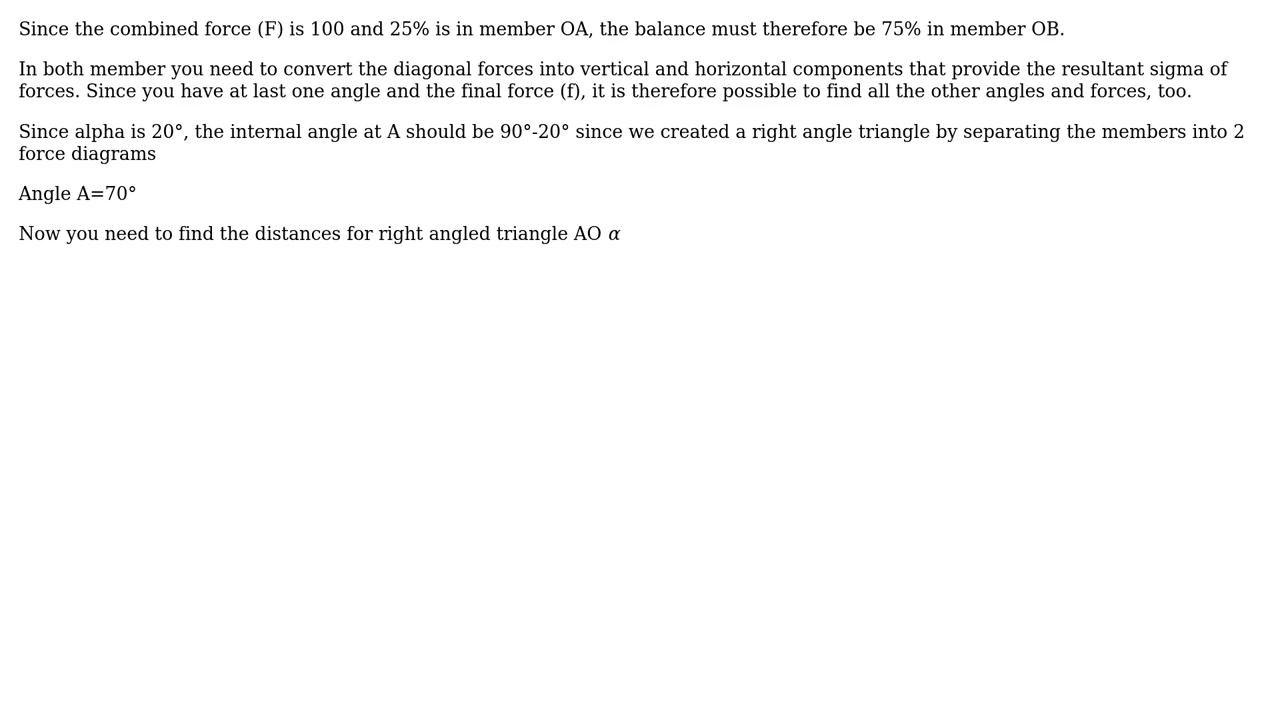 Since the combined force (F) is 100 and 25% is in member OA, the balance must therefore be 75% in member OB.
In both member you need to convert the diagonal forces into vertical and horizontal components that provide the resultant sigma of
forces. Since you have at last one angle and the final force (f), it is therefore possible to find all the other angles and forces, too.
Since alpha is 20°, the internal angle at A should be 90°-20° since we created a right angle triangle by separating the members into 2
force diagrams
Angle A=70°
Now you need to find the distances for right angled triangle AO α